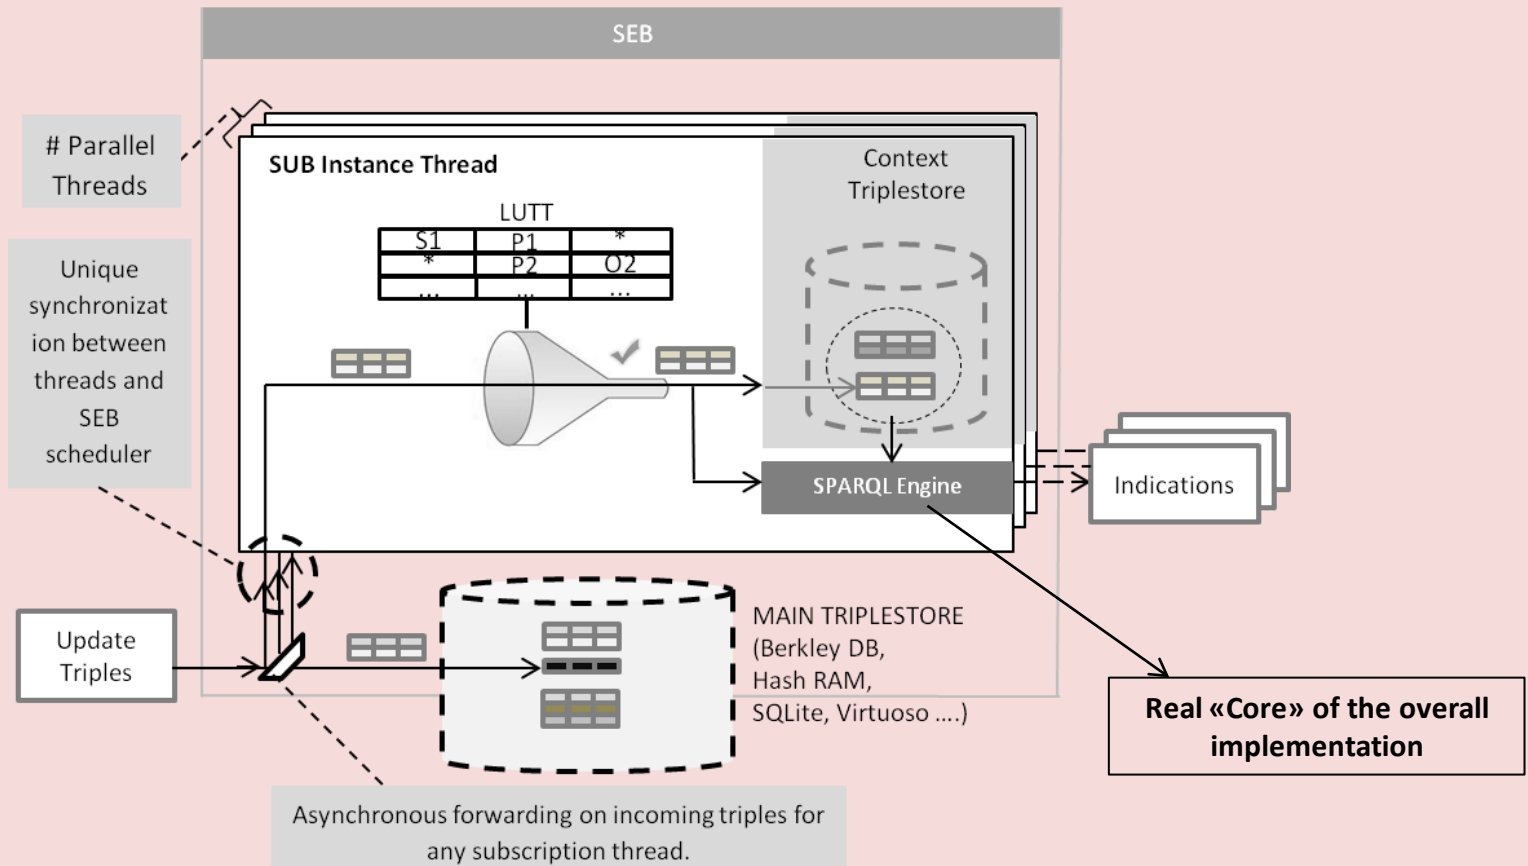 SEB
# Parallel
Threads
SUB Instance Thread
Context
Triplestore
LUTT
S1 P1 *
* P2 O2
... ... ...
Unique
synchronizat
ion between
threads and
SEB
scheduler
SPARQL Engine
Indications
Update
Triples
MAIN TRIPLESTORE
(Berkley DB,
Hash RAM,
SQLite, Virtuoso ....)
Real «Core» of the overall
implementation
Asynchronous forwarding on incoming triples for
any subscription thread.